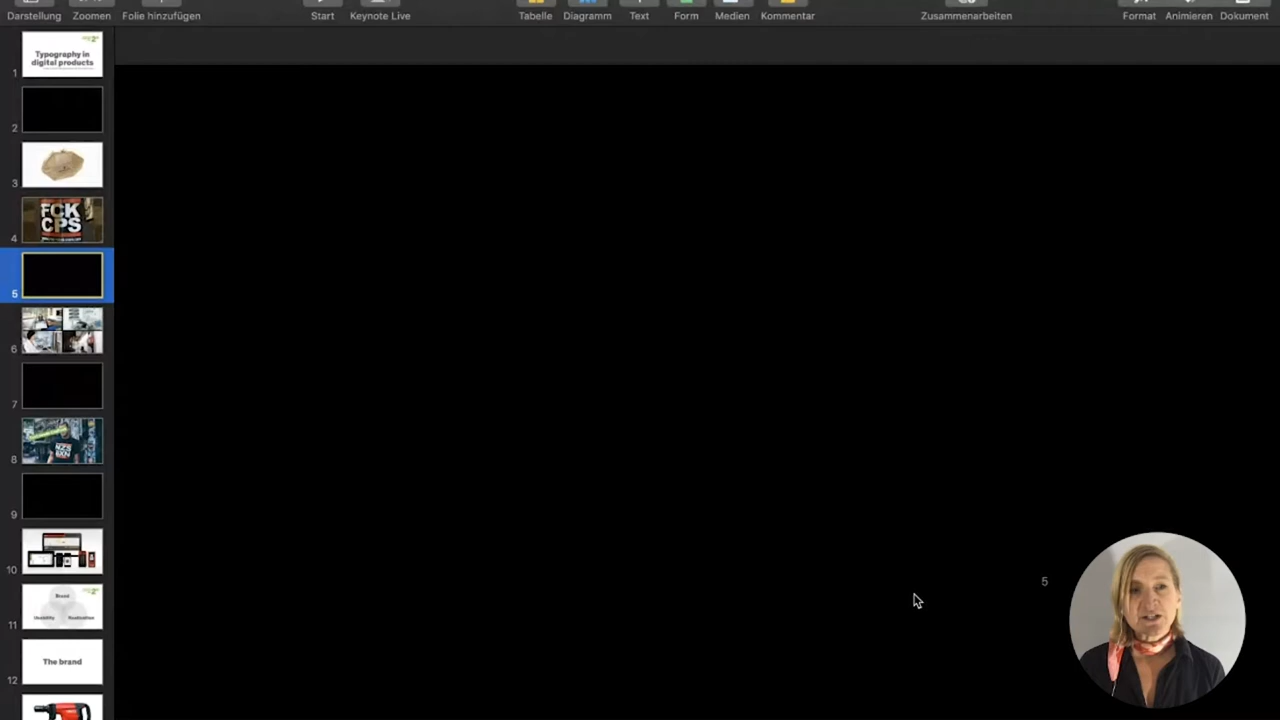 Darstellung Zoomen Folie hinzufügen Start Keynote Live Tabelle Diagramm Text Form Medien Kommentar Zusammenarbeiten Format Animieren Dokument
Typography in
digital products
1
2
3
FCK
CPS
4
5
6
7
8
9
10
Brand
Usability Realisation
11
The brand
12
5